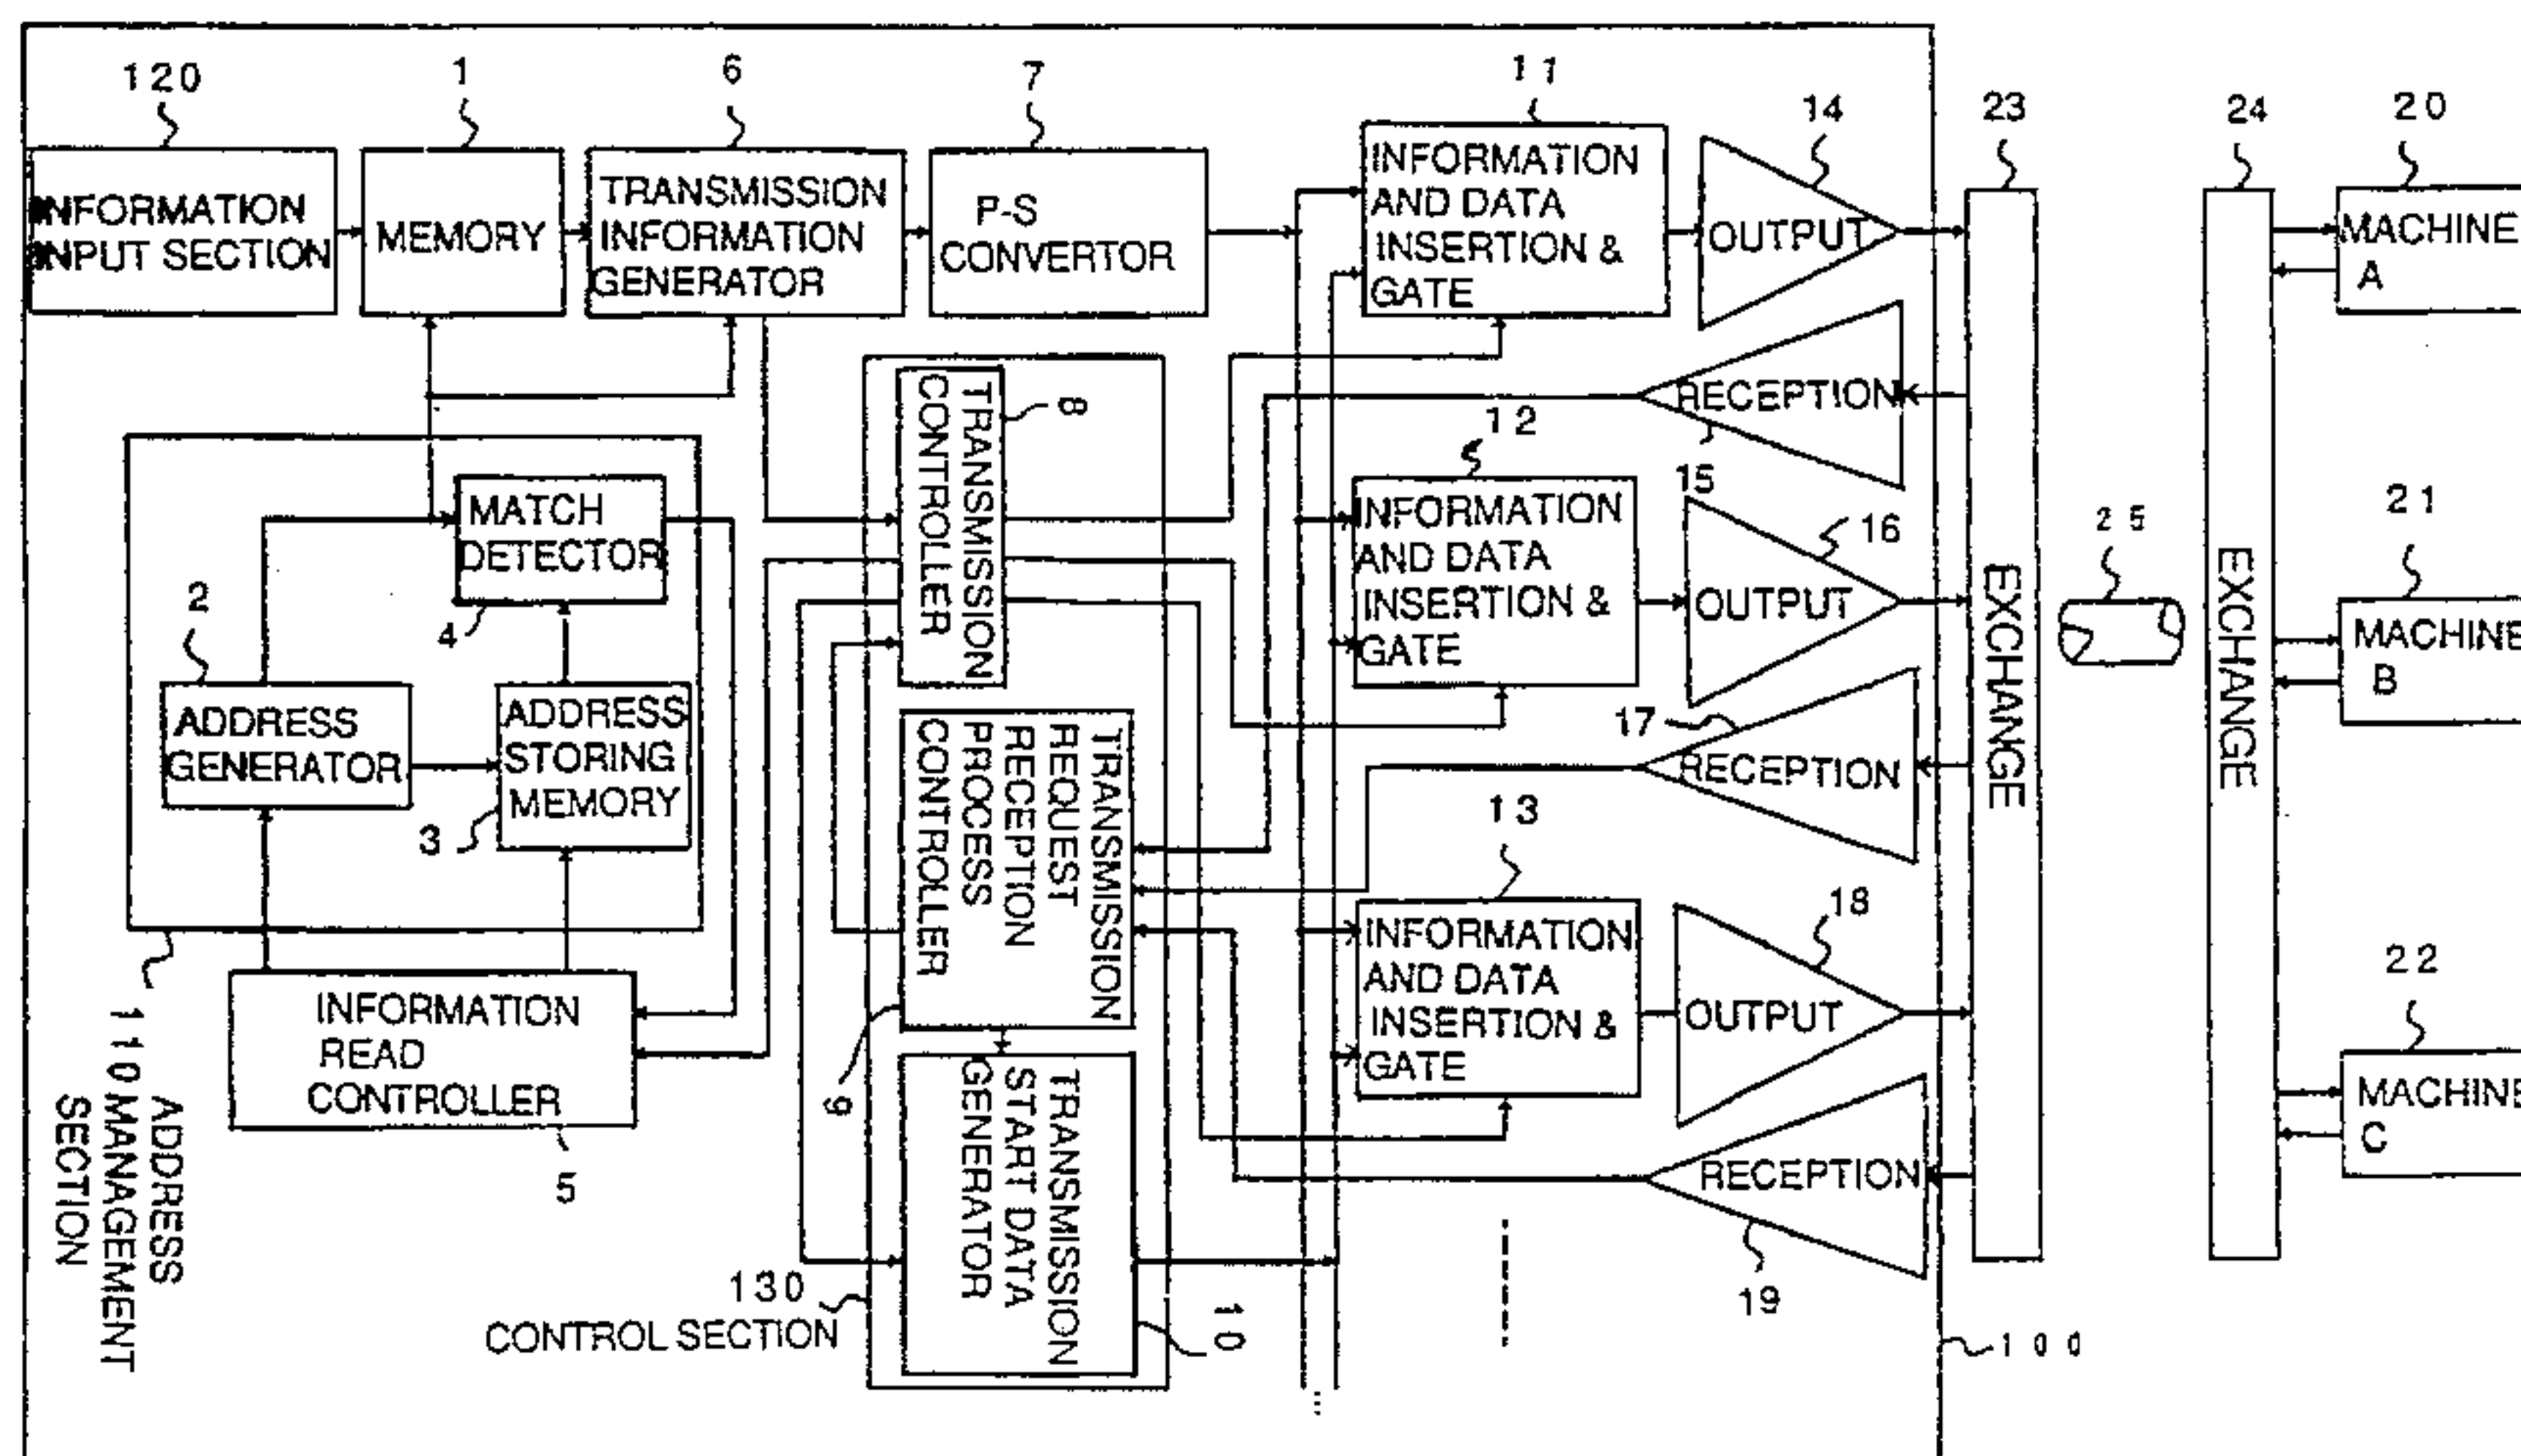 120
1
6
7
11
14
23
24
20
INFORMATION
INPUT SECTION
MEMORY
TRANSMISSION
INFORMATION
GENERATOR
P-S
CONVERTOR
INFORMATION
AND DATA
INSERTION &
GATE
OUTPUT
MACHINE
A
RECEPTION
15
TRANSMISSION
CONTROLLER
8
12
INFORMATION
AND DATA
INSERTION &
GATE
OUTPUT
16
EXCHANGE
25
EXCHANGE
21
MACHINE
B
MATCH
DETECTOR
4
2
ADDRESS
GENERATOR
ADDRESS
STORING
MEMORY
3
17
RECEPTION
TRANSMISSION
REQUEST
RECEPTION
PROCESS
CONTROLLER
9
13
INFORMATION
AND DATA
INSERTION &
GATE
OUTPUT
18
22
MACHINE
C
INFORMATION
READ
CONTROLLER
5
110
ADDRESS
MANAGEMENT
SECTION
TRANSMISSION
START DATA
GENERATOR
10
RECEPTION
19
130
CONTROL SECTION
100